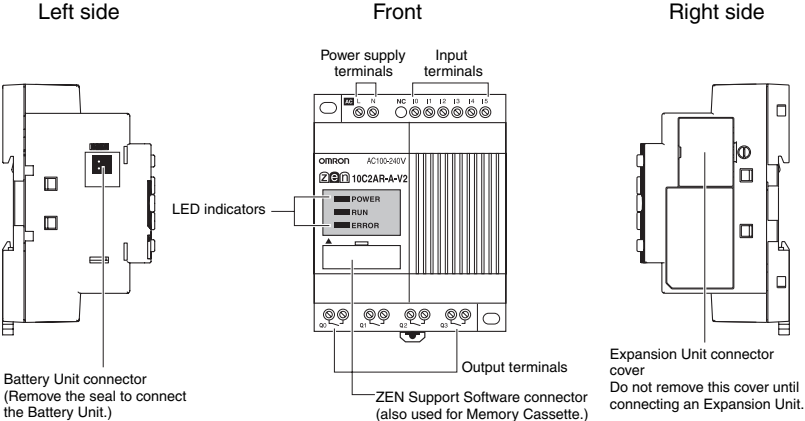 Left side
Front
Right side
Power supply
terminals
Input
terminals
AC L N NC I0 I1 I2 I3 I4 I5
OMRON AC100-240V
ZEN 10C2AR-A-V2
LED indicators
POWER
RUN
ERROR
Q0 Q1 Q2 Q3
Output terminals
Battery Unit connector
(Remove the seal to connect
the Battery Unit.)
ZEN Support Software connector
(also used for Memory Cassette.)
Expansion Unit connector
cover
Do not remove this cover until
connecting an Expansion Unit.